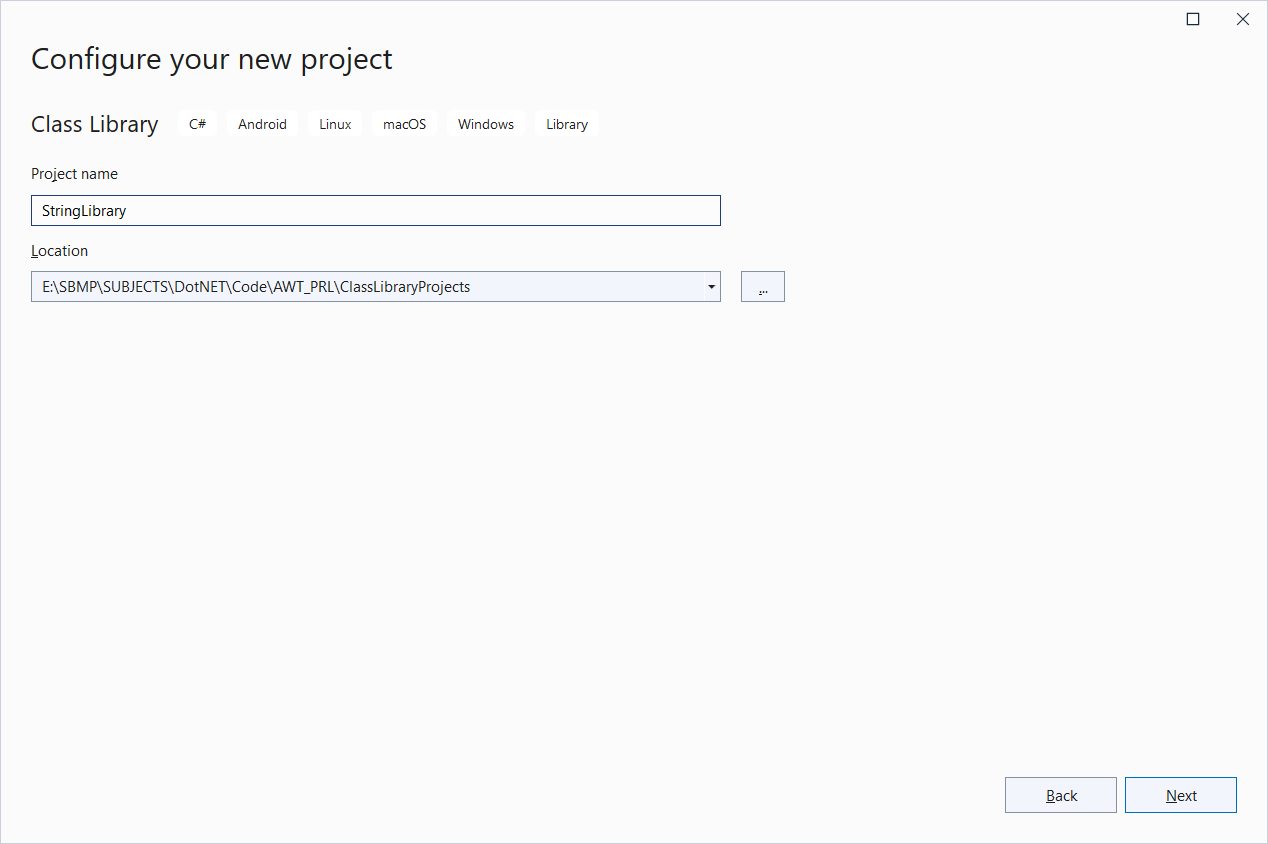 Configure your new project
Class Library C# Android Linux macOS Windows Library
Project name
StringLibrary
Location
E:\SBMP\SUBJECTS\DotNET\Code\AWT_PRL\ClassLibraryProjects
...
Back Next